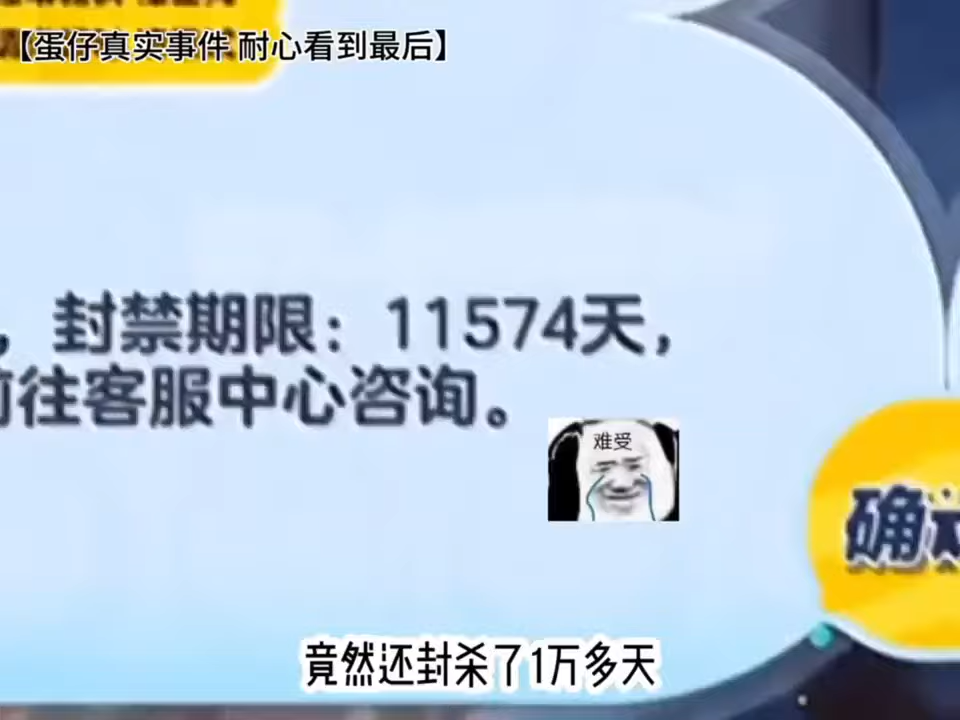 【蛋仔真实事件 耐心看到最后】
，封禁期限：11574天，
前往客服中心咨询。
难受
确定
竟然还封杀了1万多天